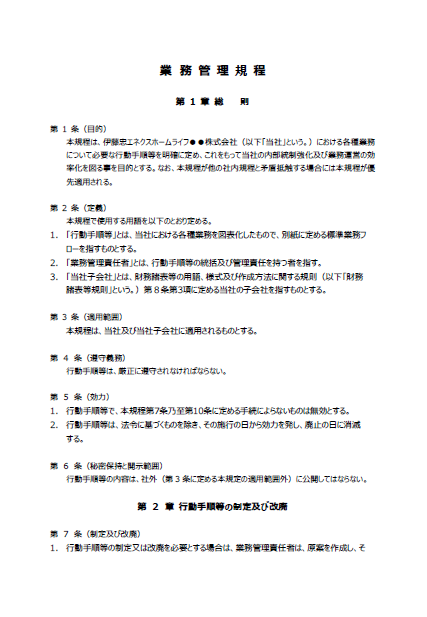 業 務 管 理 規 程
第 1 章 総　則
第 1 条（目的）
本規程は、伊藤忠エネクスホームライフ●●株式会社（以下「当社」という。）における各種業務
について必要な行動手順等を明確に定め、これをもって当社の内部統制強化及び業務運営の効
率化を図る事を目的とする。なお、本規程が他の社内規程と矛盾抵触する場合には本規程が優
先適用される。
第 2 条（定義）
本規程で使用する用語を以下のとおり定める。
1. 「行動手順等」とは、当社における各種業務を図表化したもので、別紙に定める標準業務フ
ローを指すものとする。
2. 「業務管理責任者」とは、行動手順等の統括及び管理責任を持つ者を指す。
3. 「当社子会社」とは、財務諸表等の用語、様式及び作成方法に関する規則（以下「財務
諸表等規則」という。）第８条第3項に定める当社の子会社を指すものとする。
第 3 条（適用範囲）
本規程は、当社及び当社子会社に適用されるものとする。
第 4 条（遵守義務）
行動手順等は、厳正に遵守されなければならない。
第 5 条（効力）
1. 行動手順等で、本規程第7条乃至第10条に定める手続によらないものは無効とする。
2. 行動手順等は、法令に基づくものを除き、その施行の日から効力を発し、廃止の日に消滅
する。
第 6 条（秘密保持と開示範囲）
行動手順等の内容は、社外（第３条に定める本規定の適用範囲外）に公開してはならない。
第 2 章 行動手順等の制定及び改廃
第 7 条（制定及び改廃）
1. 行動手順等の制定又は改廃を必要とする場合は、業務管理責任者は、原案を作成し、そ